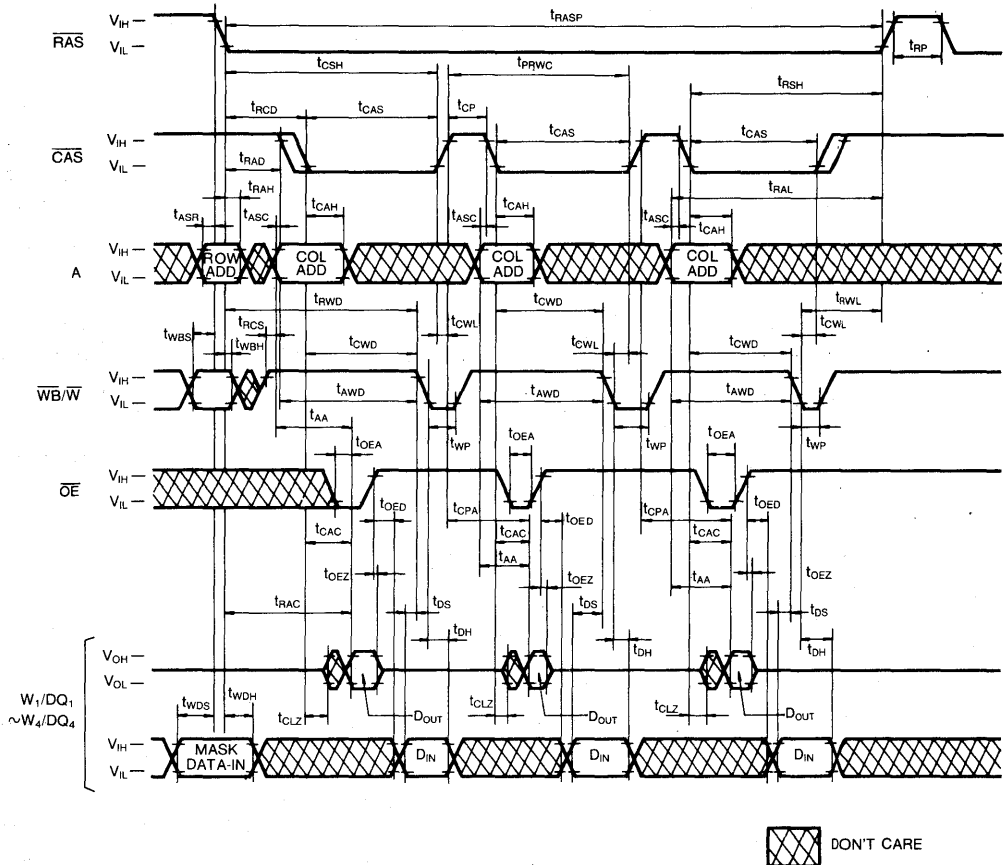 VIH
tRASP
RAS
VIL
tRP
tCSH
tPRWC
tRSH
tRCD
tCAS
tCP
VIH
tCAS
tCAS
CAS
VIL
tRAD
tRAL
tRAH
tCAH
tCAH
tASR
tASC
tASC
tASC
tCAH
VIH
ROW ADD
COL ADD
COL ADD
COL ADD
A
VIL
tRWD
tCWD
tRWL
tRCS
tWBS
tWBH
tCWL
tCWL
tCWL
tCWD
tCWD
VIH
WB/W
VIL
tAWD
tAWD
tAWD
tAA
tOEA
tWP
tOEA
tWP
tOEA
tWP
VIH
OE
VIL
tOED
tOED
tOED
tCPA
tCPA
tCAC
tCAC
tCAC
tAA
tAA
tOEZ
tOEZ
tOEZ
tRAC
tDS
tDS
tDS
tDH
tDH
tDH
VOH
VOL
W1/DQ1
~W4/DQ4
tWDS
tWDH
tCLZ
DOUT
tCLZ
DOUT
tCLZ
DOUT
VIH
MASK
DATA-IN
DIN
DIN
DIN
VIL
DON'T CARE